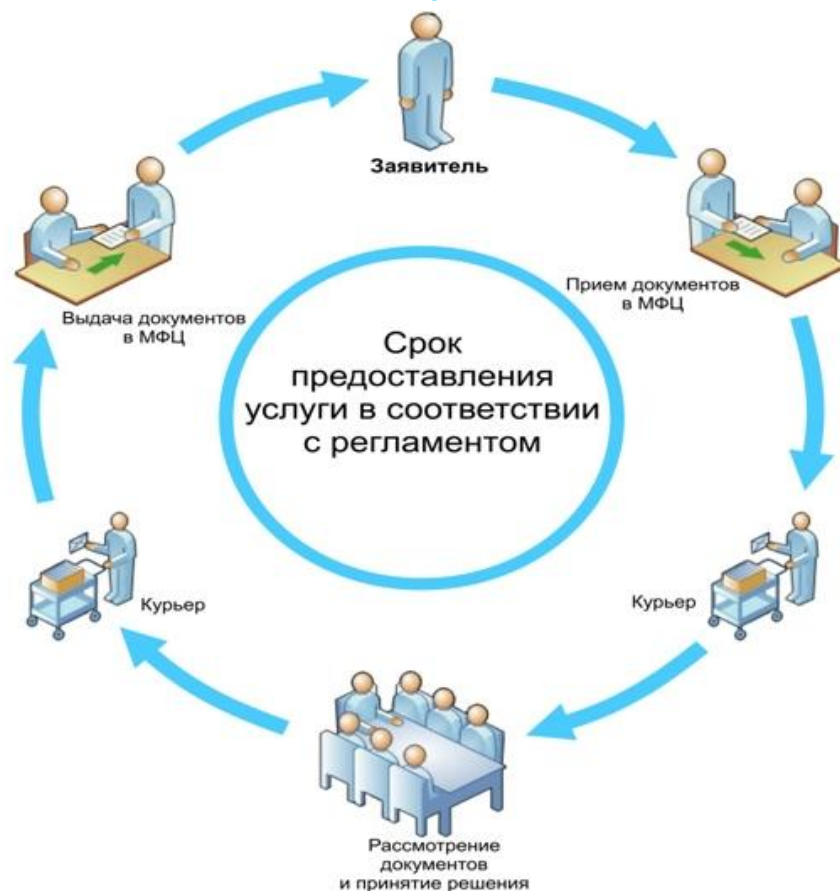 Заявитель
Прием документов
в МФЦ
Выдача документов
в МФЦ
Срок
предоставления
услуги в соответствии
с регламентом
Курьер
Курьер
Рассмотрение
документов
и принятие решения